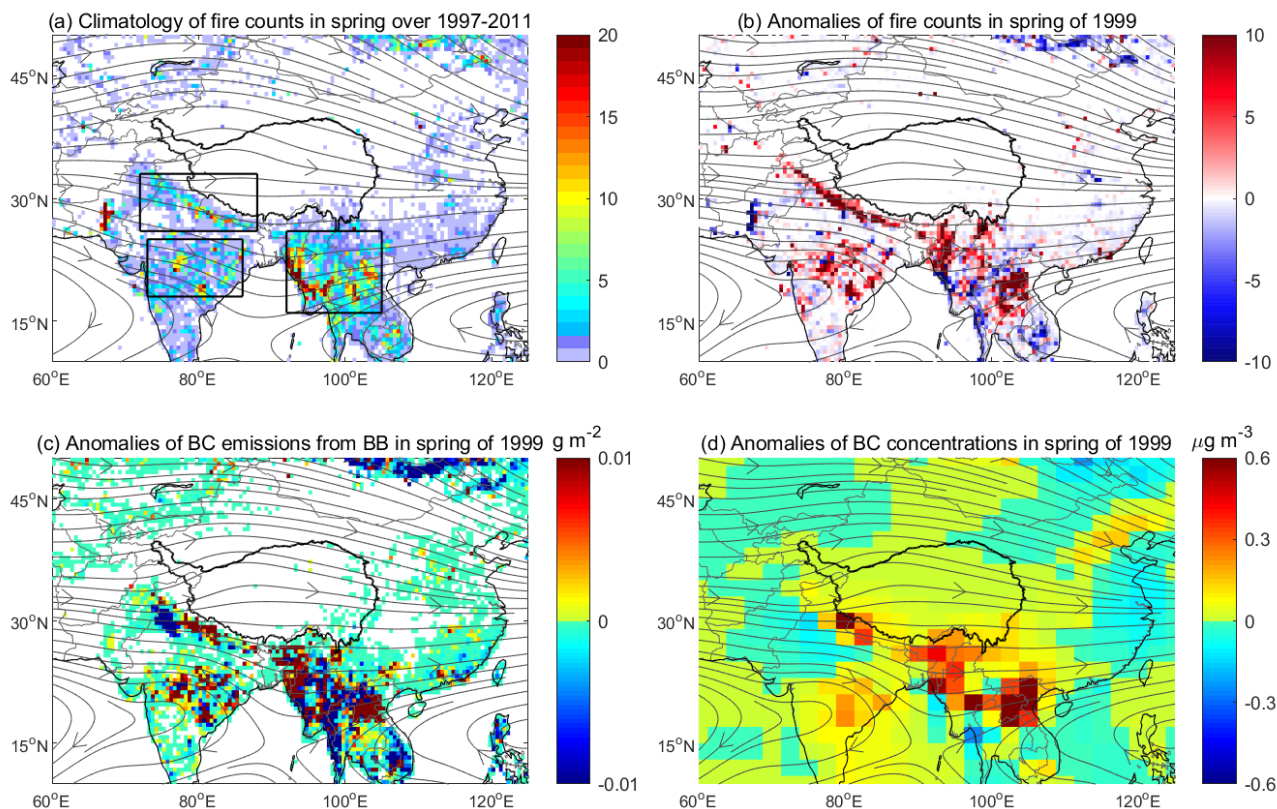 (a) Climatology of fire counts in spring over 1997-2011
(b) Anomalies of fire counts in spring of 1999
45°N
30°N
15°N
60°E
80°E
100°E
120°E
20
15
10
5
0
45°N
30°N
15°N
60°E
80°E
100°E
120°E
10
5
0
-5
-10
(c) Anomalies of BC emissions from BB in spring of 1999 g m⁻²
(d) Anomalies of BC concentrations in spring of 1999 μg m⁻³
45°N
30°N
15°N
60°E
80°E
100°E
120°E
0.01
0
-0.01
45°N
30°N
15°N
60°E
80°E
100°E
120°E
0.6
0.3
0
-0.3
-0.6